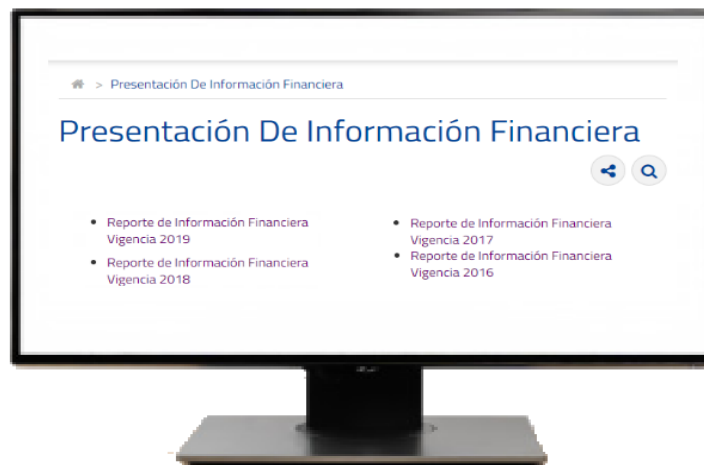 > Presentación De Información Financiera
Presentación De Información Financiera
Reporte de Información Financiera
Vigencia 2019
Reporte de Información Financiera
Vigencia 2018
Reporte de Información Financiera
Vigencia 2017
Reporte de Información Financiera
Vigencia 2016